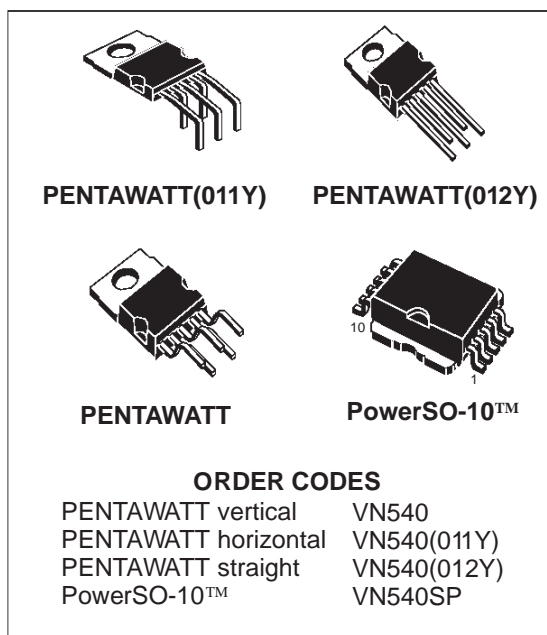 PENTAWATT(011Y) PENTAWATT(012Y)
10
1
PENTAWATT PowerSO-10™
ORDER CODES
PENTAWATT vertical VN540
PENTAWATT horizontal VN540(011Y)
PENTAWATT straight VN540(012Y)
PowerSO-10™ VN540SP